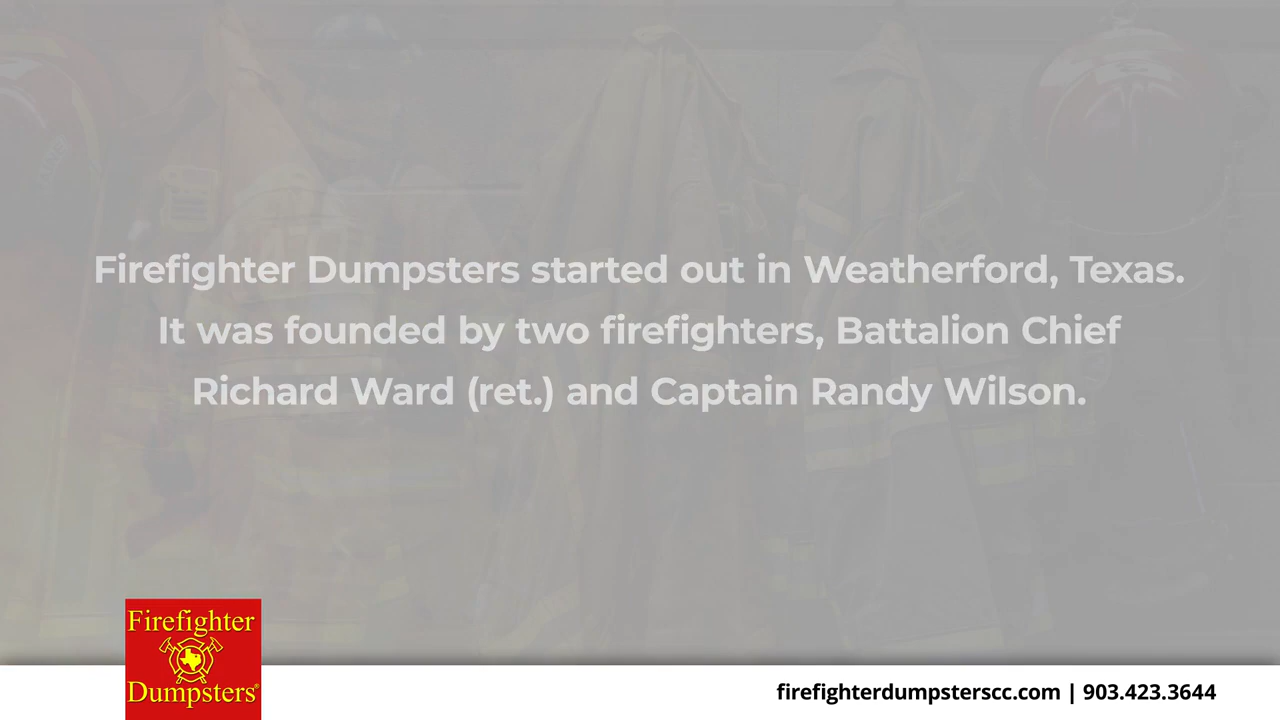 Firefighter Dumpsters started out in Weatherford, Texas.
It was founded by two firefighters, Battalion Chief
Richard Ward (ret.) and Captain Randy Wilson.
Firefighter
Dumpsters®
firefighterdumpsterscc.com | 903.423.3644